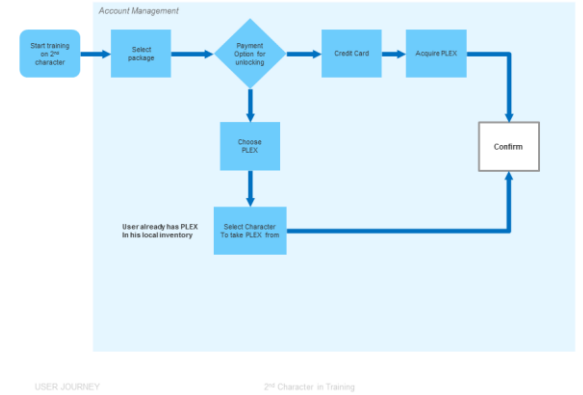 Account Management
Start training
on 2nd
character
Select
package
Payment
Option for
unlocking
Credit Card
Acquire PLEX
Choose
PLEX
Confirm
User already has PLEX
In his local inventory
Select Character
To take PLEX from
USER JOURNEY
2nd Character in Training